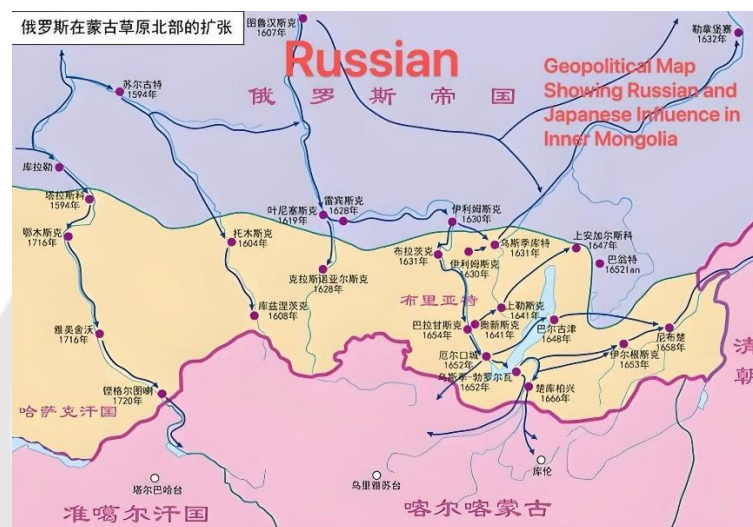 俄罗斯在蒙古草原北部的扩张
图鲁汉斯克
1607年
勒拿堡寨
1632年
Russian
Geopolitical Map
Showing Russian and
Japanese Influence in
Inner Mongolia
苏尔古特
1594年
俄罗斯帝国
库拉勒
塔拉斯科
1594年
鄂木斯克
1716年
叶尼塞斯克
1619年
雷宾斯克
1628年
伊利姆斯克
1630年
托木斯克
1604年
克拉斯诺亚尔斯克
1628年
布拉茨克
1631年
伊利姆斯克
1630年
乌斯季库特
1631年
上安加尔斯科
1647年
巴翁特
1652Ian
库兹涅茨克
1608年
布里亚特
上勒斯克
1641年
巴拉甘斯克
1654年
奥新斯克
1641年
巴尔古津
1648年
尼布楚
1658年
清朝
雅美舍沃
1716年
厄尔口城
1652年
伊尔根斯克
1653年
乌斯季-勃罗尔瓦
1652年
楚库柏兴
1666年
铿格尔图喇
1720年
哈萨克汗国
塔尔巴哈台
乌里雅苏台
库伦
准噶尔汗国
喀尔喀蒙古